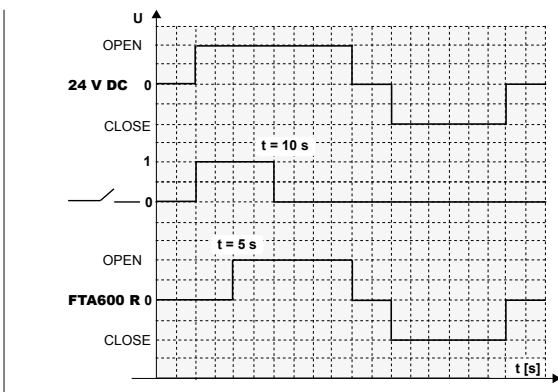 U
OPEN
24 V DC 0
CLOSE
t = 10 s
1
0
t = 5 s
OPEN
FTA600 R 0
CLOSE
t [s]